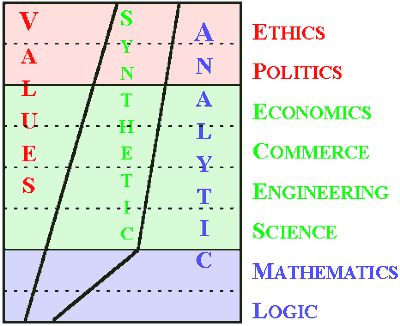 VALUES
SYNTHETIC
ANALYTIC
ETHICS
POLITICS
ECONOMICS
COMMERCE
ENGINEERING
SCIENCE
MATHEMATICS
LOGIC